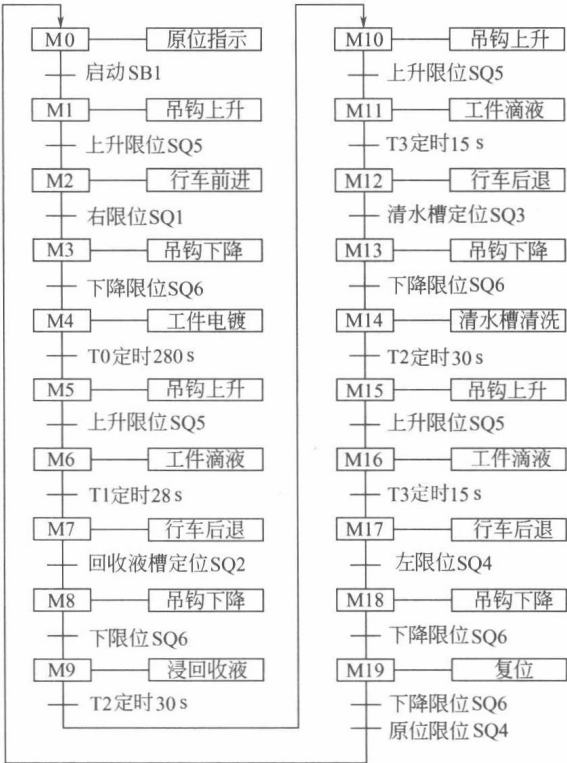 M0 原位指示
启动SB1
M1 吊钩上升
上升限位SQ5
M2 行车前进
右限位SQ1
M3 吊钩下降
下降限位SQ6
M4 工件电镀
T0定时280s
M5 吊钩上升
上升限位SQ5
M6 工件滴液
T1定时28s
M7 行车后退
回收液槽定位SQ2
M8 吊钩下降
下限位SQ6
M9 浸回收液
T2定时30s
M10 吊钩上升
上升限位SQ5
M11 工件滴液
T3定时15s
M12 行车后退
清水槽定位SQ3
M13 吊钩下降
下降限位SQ6
M14 清水槽清洗
T2定时30s
M15 吊钩上升
上升限位SQ5
M16 工件滴液
T3定时15s
M17 行车后退
左限位SQ4
M18 吊钩下降
下降限位SQ6
M19 复位
下降限位SQ6
原位限位SQ4